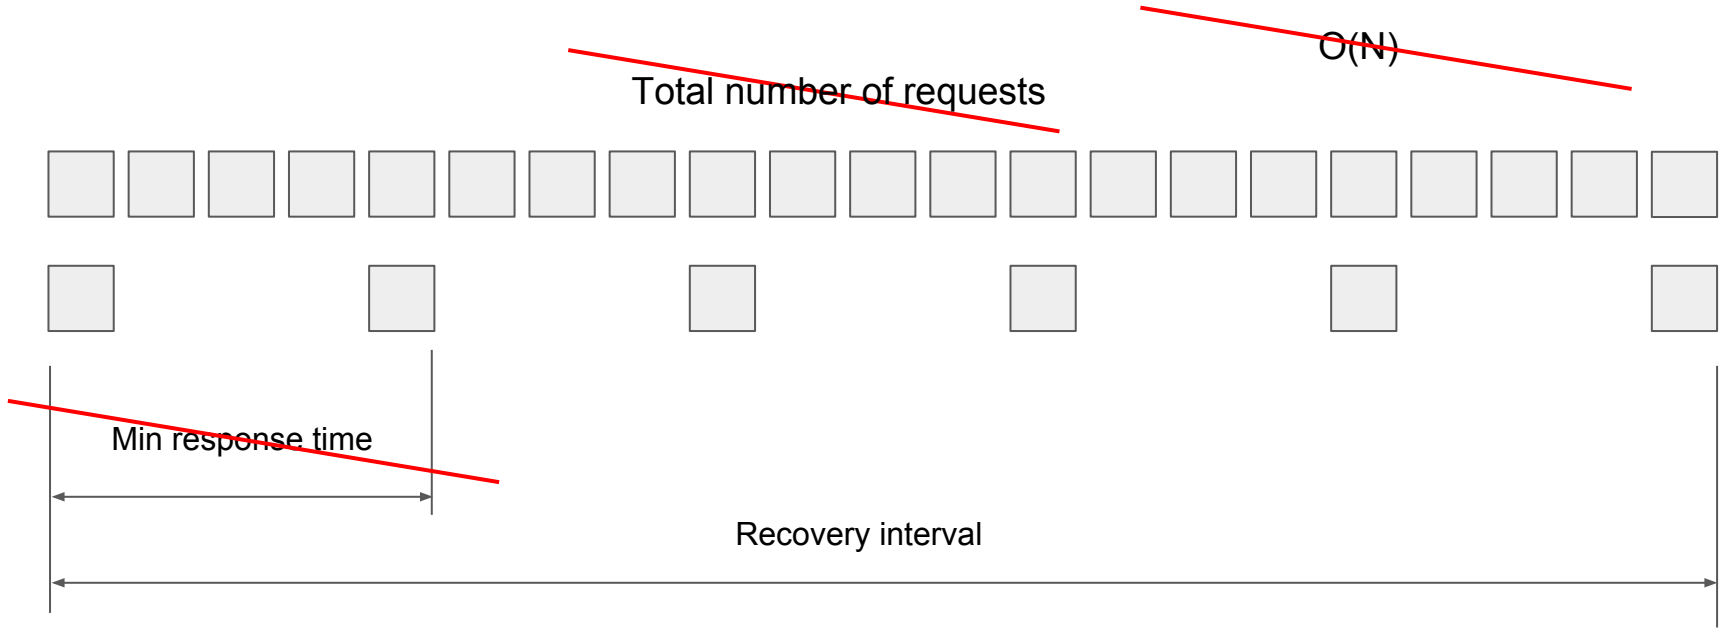 O(N)
Total number of requests
Min response time
Recovery interval